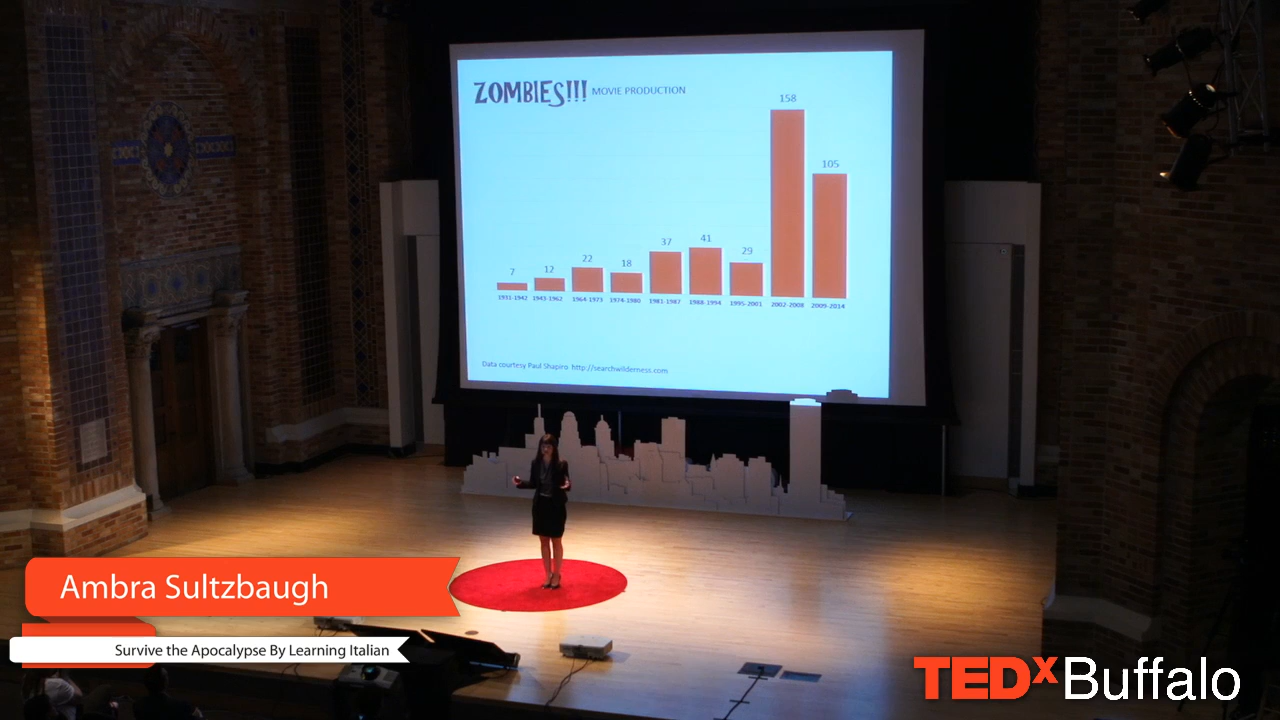 ZOMBIES!!! MOVIE PRODUCTION
158
105
41
37
29
22
18
12
7
1931-1942 1943-1962 1964-1973 1974-1980 1981-1987 1988-1994 1995-2001 2002-2008 2009-2014
Data courtesy Paul Shapiro http://searchwilderness.com
Ambra Sultzbaugh
Survive the Apocalypse By Learning Italian
TEDxBuffalo